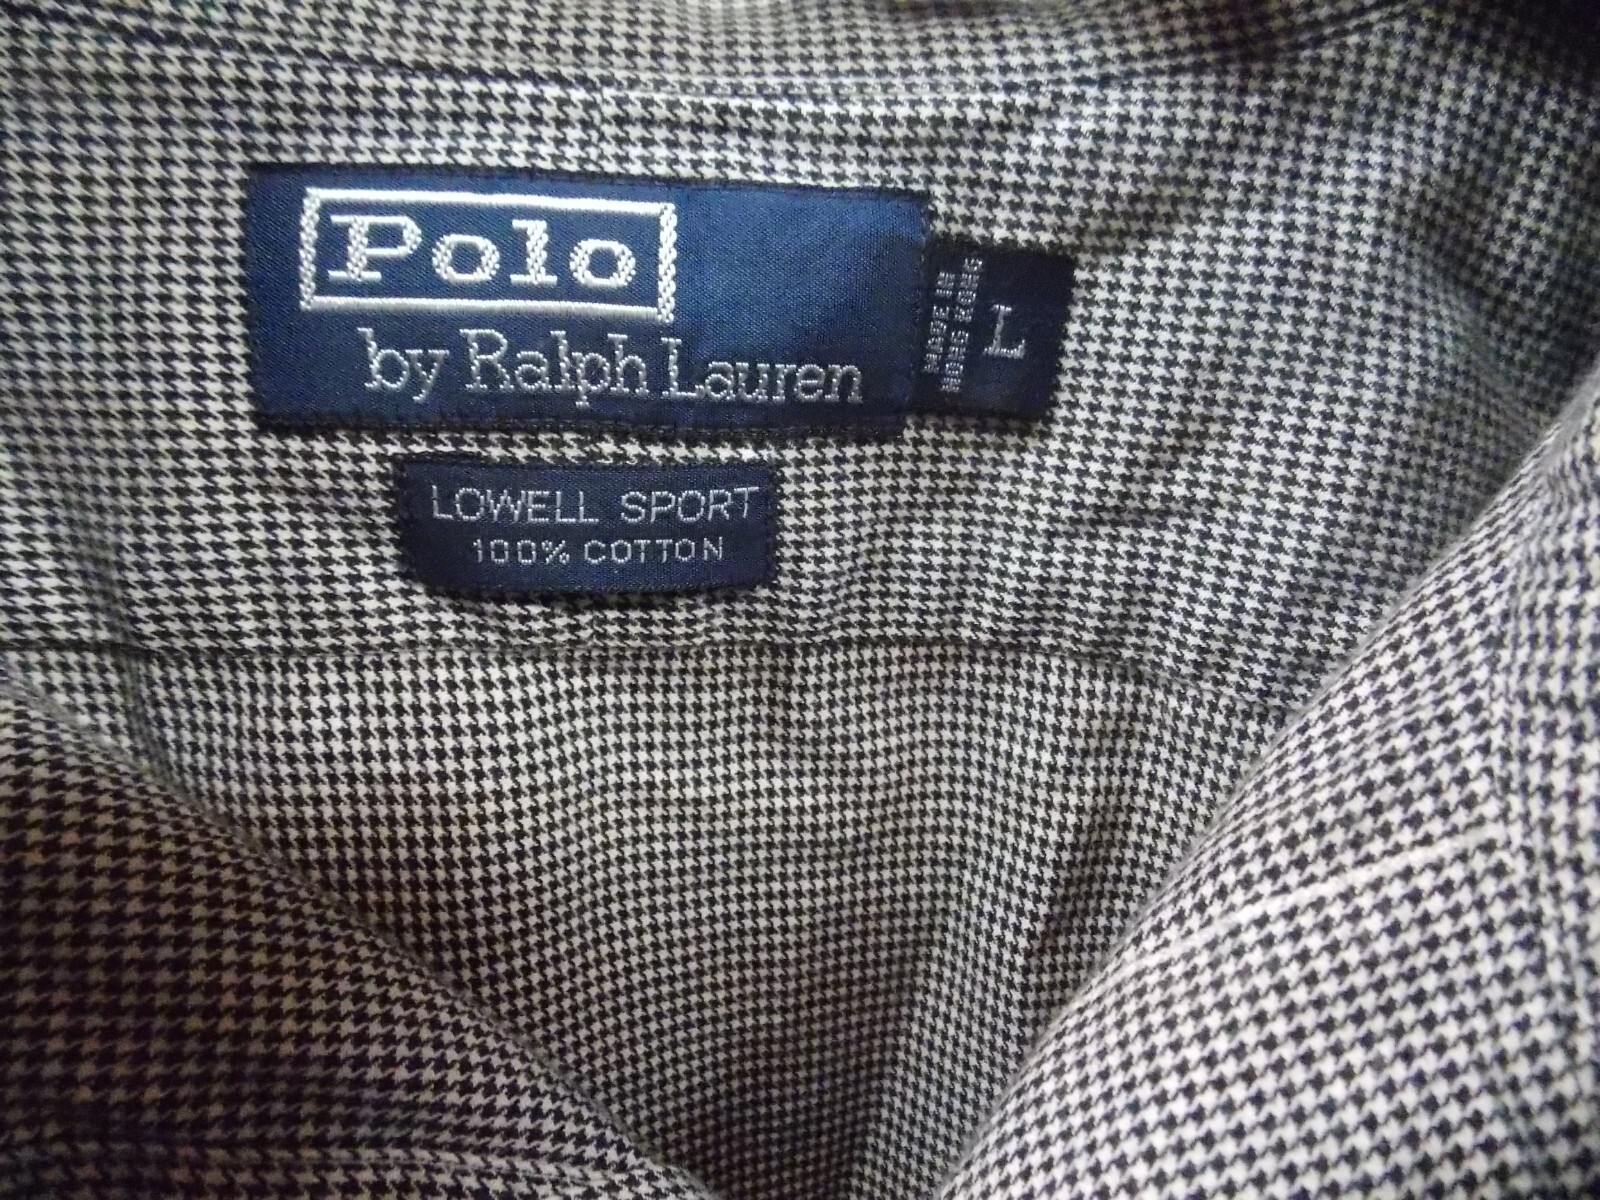 Polo
by Ralph Lauren
MADE IN
HONG KONG
L
LOWELL SPORT
100% COTTON